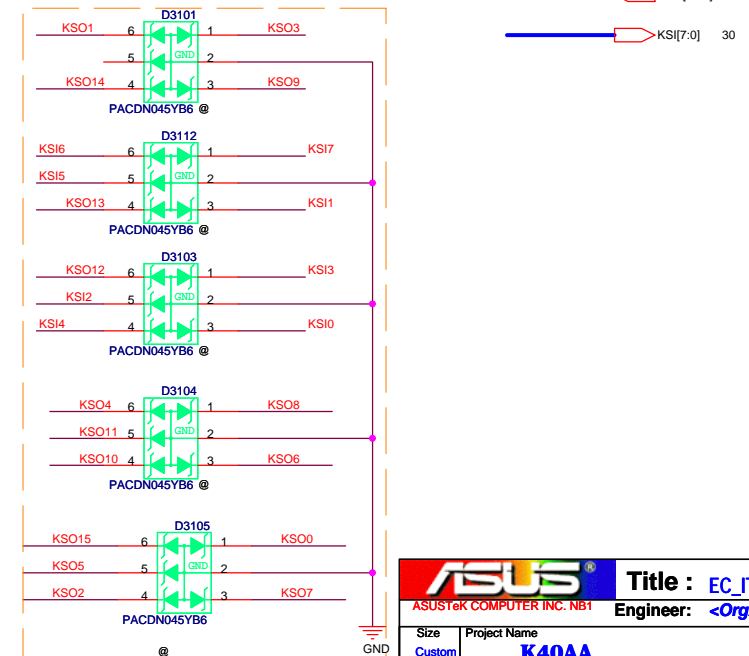 D3101
KSO1 6 1 KSO3
5 GND 2
KSO14 4 3 KSO9
PACDN045YB6 @
D3112
KSI6 6 1 KSI7
KSI5 5 GND 2
KSO13 4 3 KSI1
PACDN045YB6 @
D3103
KSO12 6 1 KSI3
KSI2 5 GND 2
KSI4 4 3 KSI0
PACDN045YB6 @
D3104
KSO4 6 1 KSO8
KSO11 5 GND 2
KSO10 4 3 KSO6
PACDN045YB6 @
D3105
KSO15 6 1 KSO0
KSO5 5 GND 2
KSO2 4 3 KSO7
PACDN045YB6
@
GND
KSI[7:0] 30
ASUS®
ASUSTeK COMPUTER INC. NB1
Title : EC_IT
Engineer: <Org
Size
Custom
Project Name
K40AA